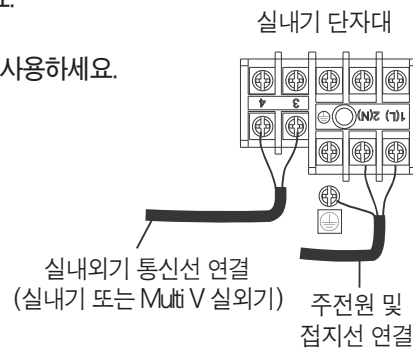 요.
실내기 단자대
사용하세요.
4 3
1(L) 2(N)
실내외기 통신선 연결
(실내기 또는 Multi V 실외기)
주전원 및
접지선 연결